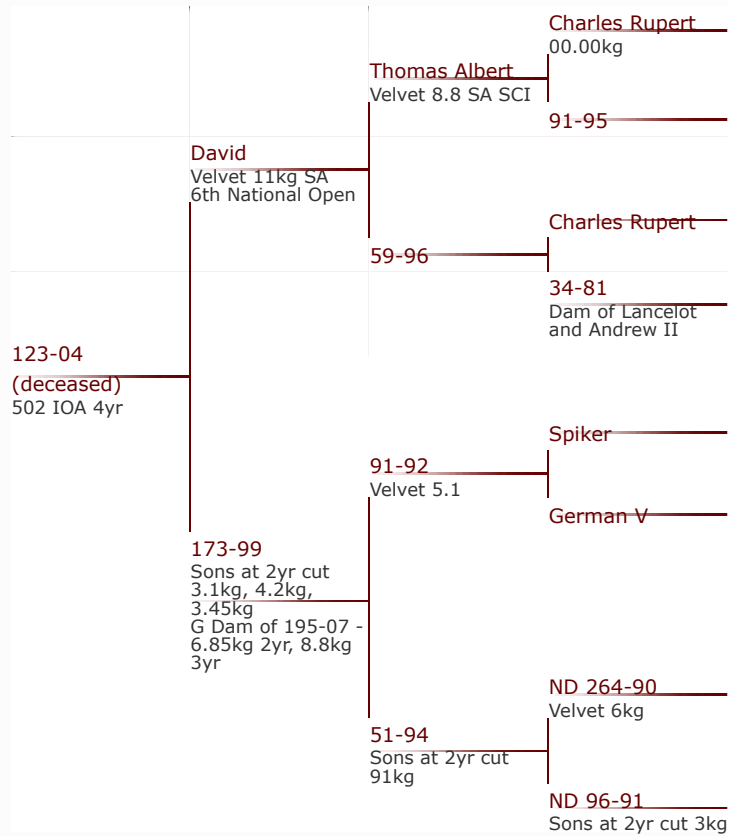 Charles Rupert
00.00kg
Thomas Albert
Velvet 8.8 SA SCI
91-95
David
Velvet 11kg SA
6th National Open
Charles Rupert
59-96
34-81
Dam of Lancelot
and Andrew II
123-04
(deceased)
502 IOA 4yr
Spiker
91-92
Velvet 5.1
German V
173-99
Sons at 2yr cut
3.1kg, 4.2kg,
3.45kg
G Dam of 195-07 -
6.85kg 2yr, 8.8kg
3yr
ND 264-90
Velvet 6kg
51-94
Sons at 2yr cut
91kg
ND 96-91
Sons at 2yr cut 3kg